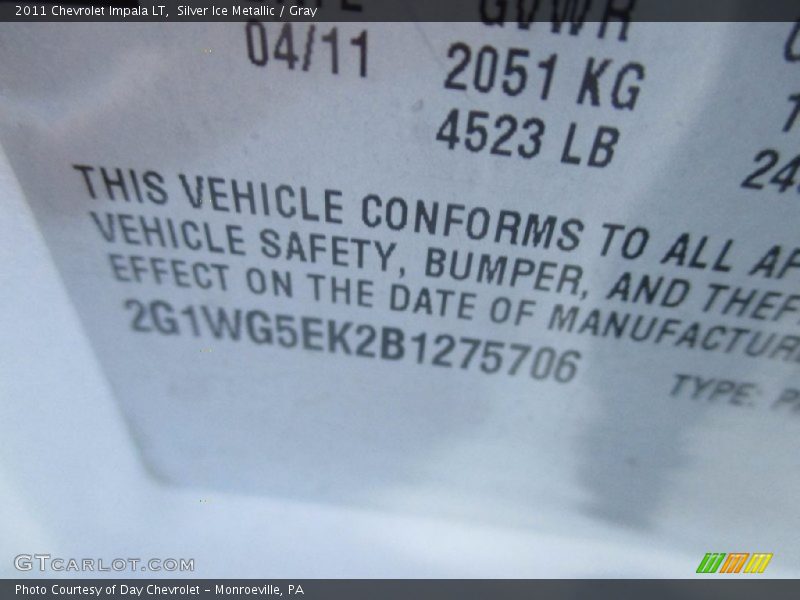 2011 Chevrolet Impala LT, Silver Ice Metallic / Gray
GVWR
04/11
2051 KG
4523 LB
THIS VEHICLE CONFORMS TO ALL
VEHICLE SAFETY, BUMPER, AND
EFFECT ON THE DATE OF
2G1WG5EK2B1275706
TYPE:
GTCARLOT.COM
Photo Courtesy of Day Chevrolet - Monroeville, PA